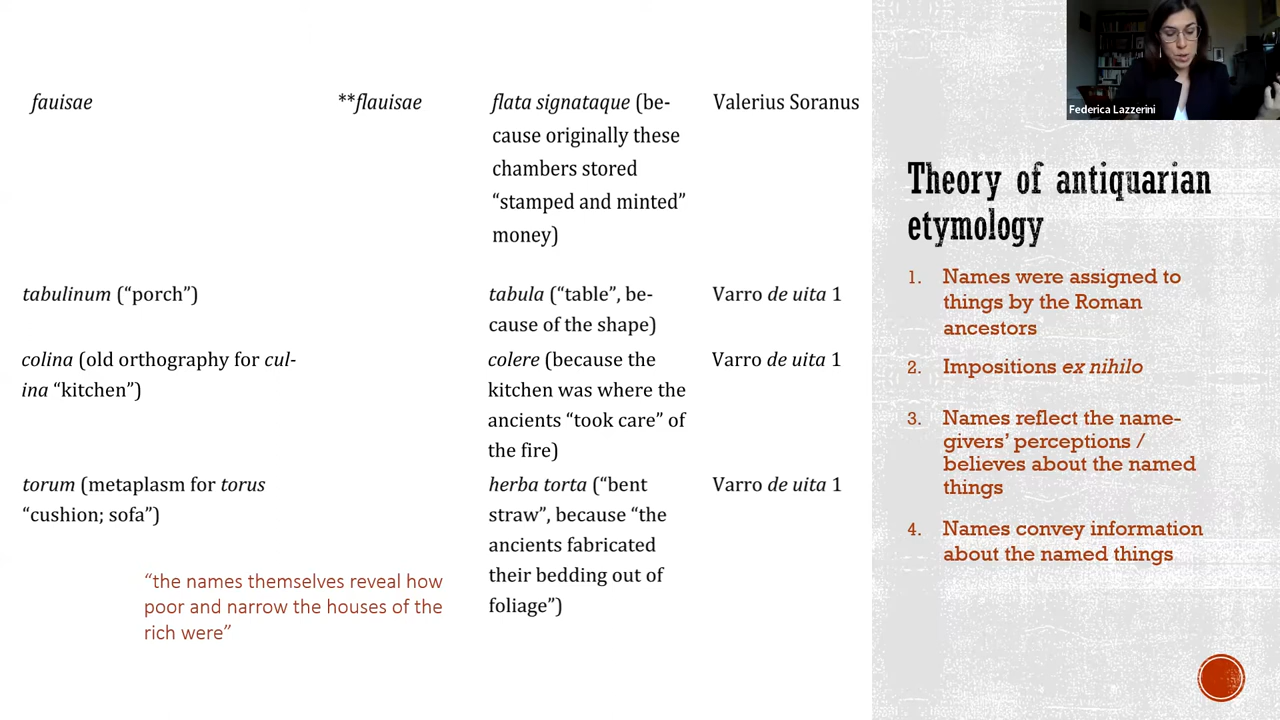 fauisae **flauisae flata signataque (be- Valerius Soranus
cause originally these
chambers stored
“stamped and minted”
money)
tabulinum (“porch”) tabula (“table”, be- Varro de uita 1
cause of the shape)
colina (old orthography for cul- colere (because the Varro de uita 1
ina “kitchen”) kitchen was where the
ancients “took care” of
the fire)
torum (metaplasm for torus herba torta (“bent Varro de uita 1
“cushion; sofa”) straw”, because “the
ancients fabricated
their bedding out of
foliage”)
“the names themselves reveal how
poor and narrow the houses of the
rich were”
Federica Lazzerini
Theory of antiquarian
etymology
1. Names were assigned to
things by the Roman
ancestors
2. Impositions ex nihilo
3. Names reflect the name-
givers’ perceptions /
believes about the named
things
4. Names convey information
about the named things